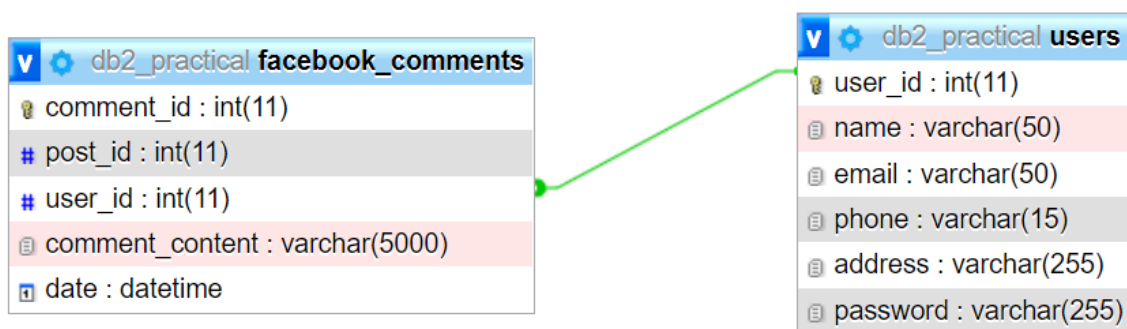 v db2_practical facebook_comments
comment_id : int(11)
# post_id : int(11)
# user_id : int(11)
comment_content : varchar(5000)
date : datetime
v db2_practical users
user_id : int(11)
name : varchar(50)
email : varchar(50)
phone : varchar(15)
address : varchar(255)
password : varchar(255)